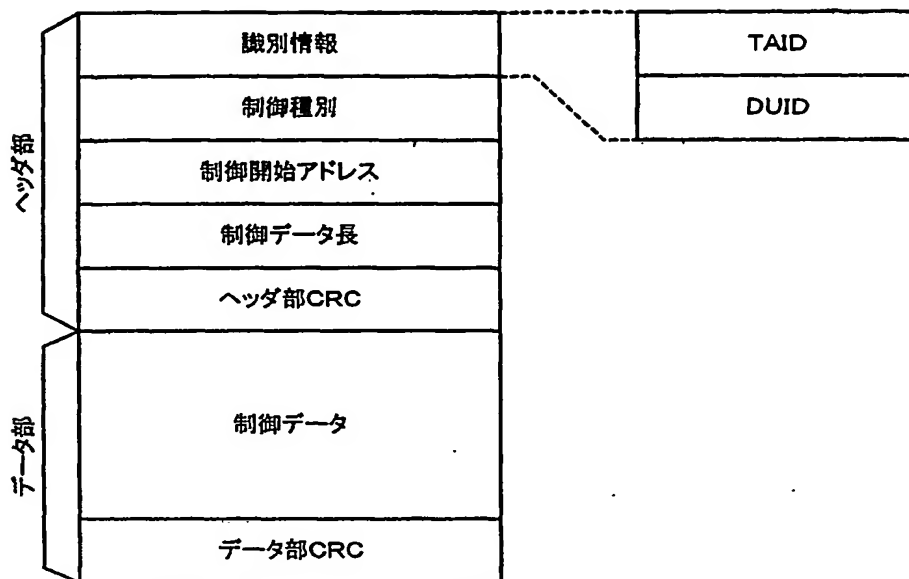 ヘッダ部
識別情報
制御種別
制御開始アドレス
制御データ長
ヘッダ部CRC
TAID
DUID
データ部
制御データ
データ部CRC